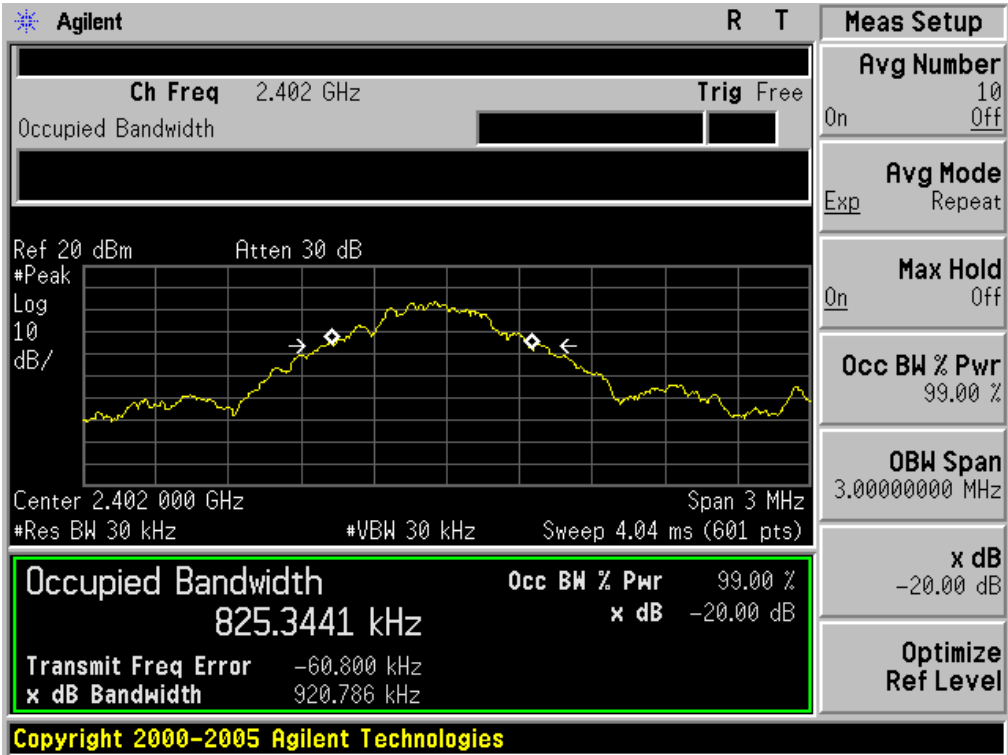 Agilent R T
Ch Freq 2.402 GHz Trig Free
Occupied Bandwidth
Ref 20 dBm Atten 30 dB
#Peak
Log
10
dB/
Center 2.402 000 GHz Span 3 MHz
#Res BW 30 kHz #VBW 30 kHz Sweep 4.04 ms (601 pts)
Occupied Bandwidth Occ BW % Pwr 99.00 %
825.3441 kHz x dB -20.00 dB
Transmit Freq Error -60.800 kHz
x dB Bandwidth 920.786 kHz
Copyright 2000-2005 Agilent Technologies
Meas Setup
Avg Number
10
On Off
Avg Mode
Exp Repeat
Max Hold
On Off
Occ BW % Pwr
99.00 %
OBW Span
3.00000000 MHz
x dB
-20.00 dB
Optimize
Ref Level